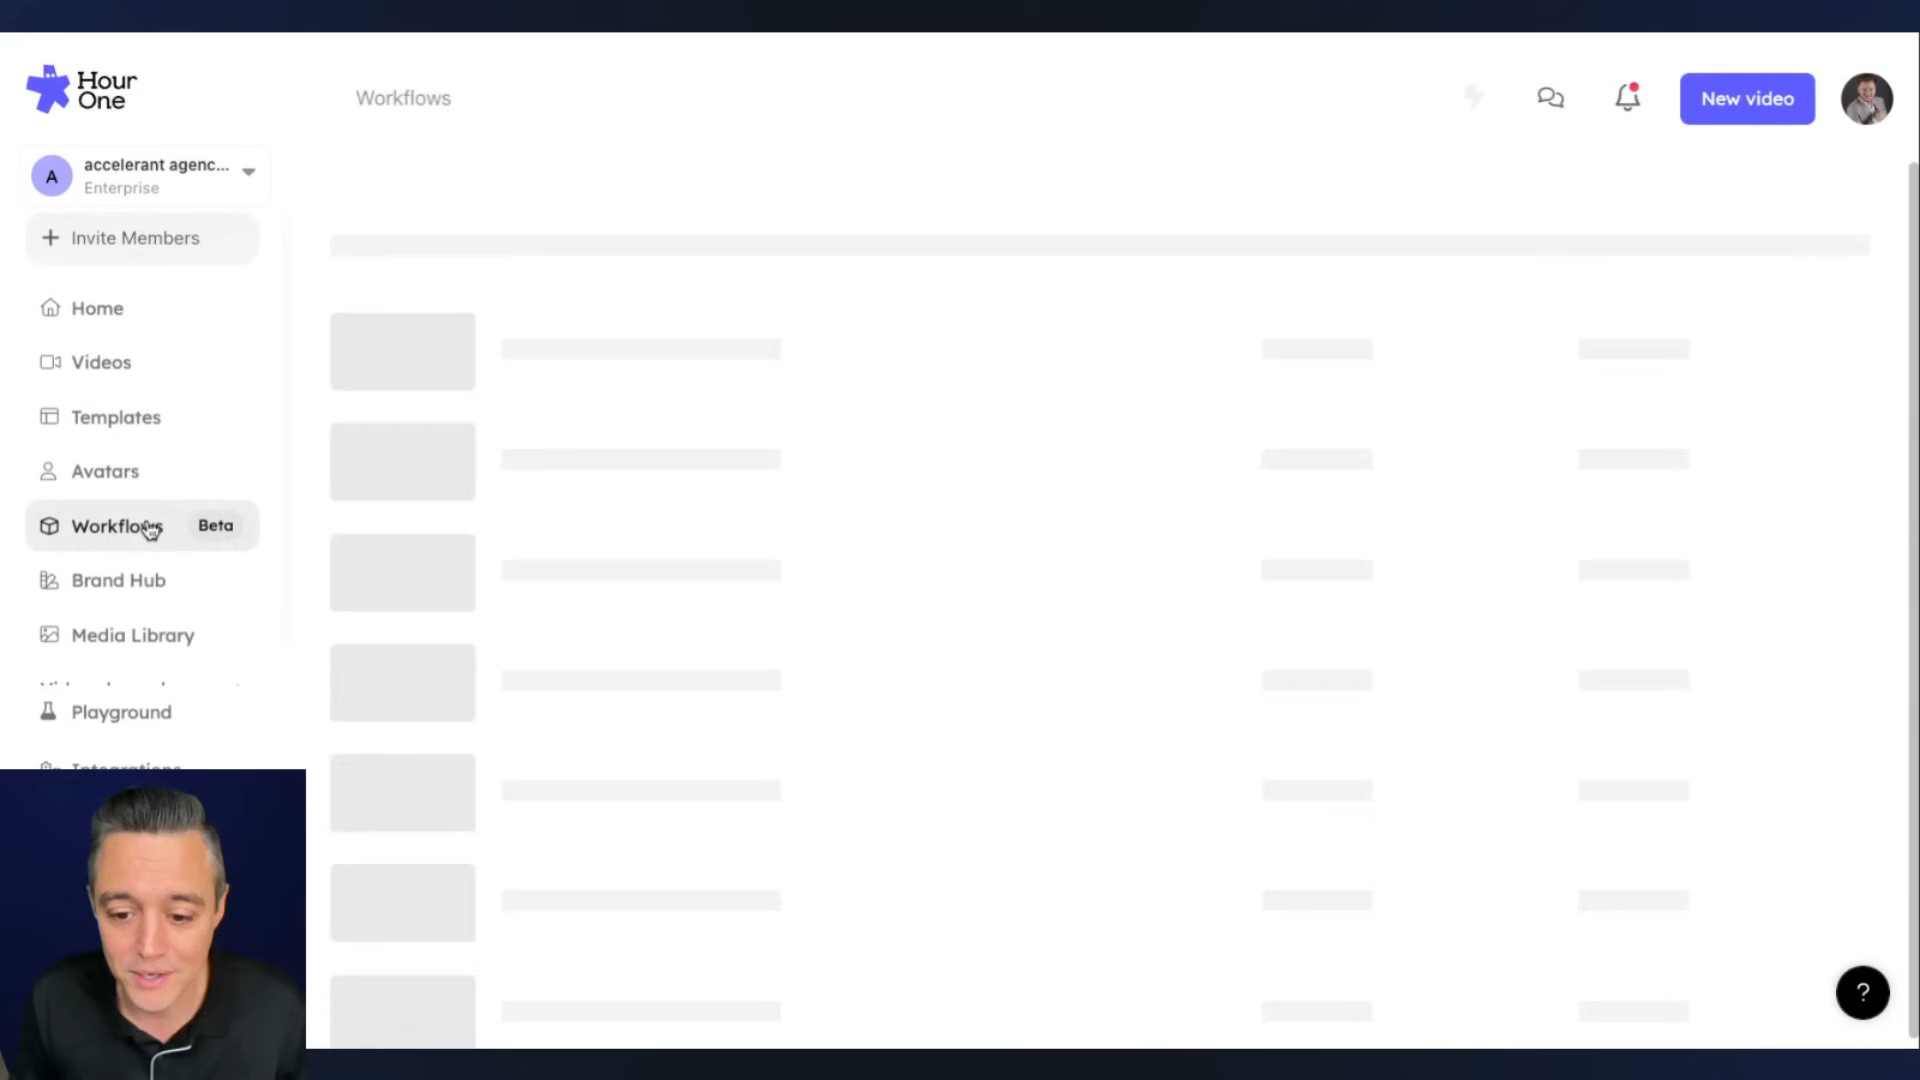 Hour
One
Workflows
New video
A
accelerant agenc...
Enterprise
Invite Members
Home
Videos
Templates
Avatars
Workflows
Beta
Brand Hub
Media Library
Playground
Integrations
?